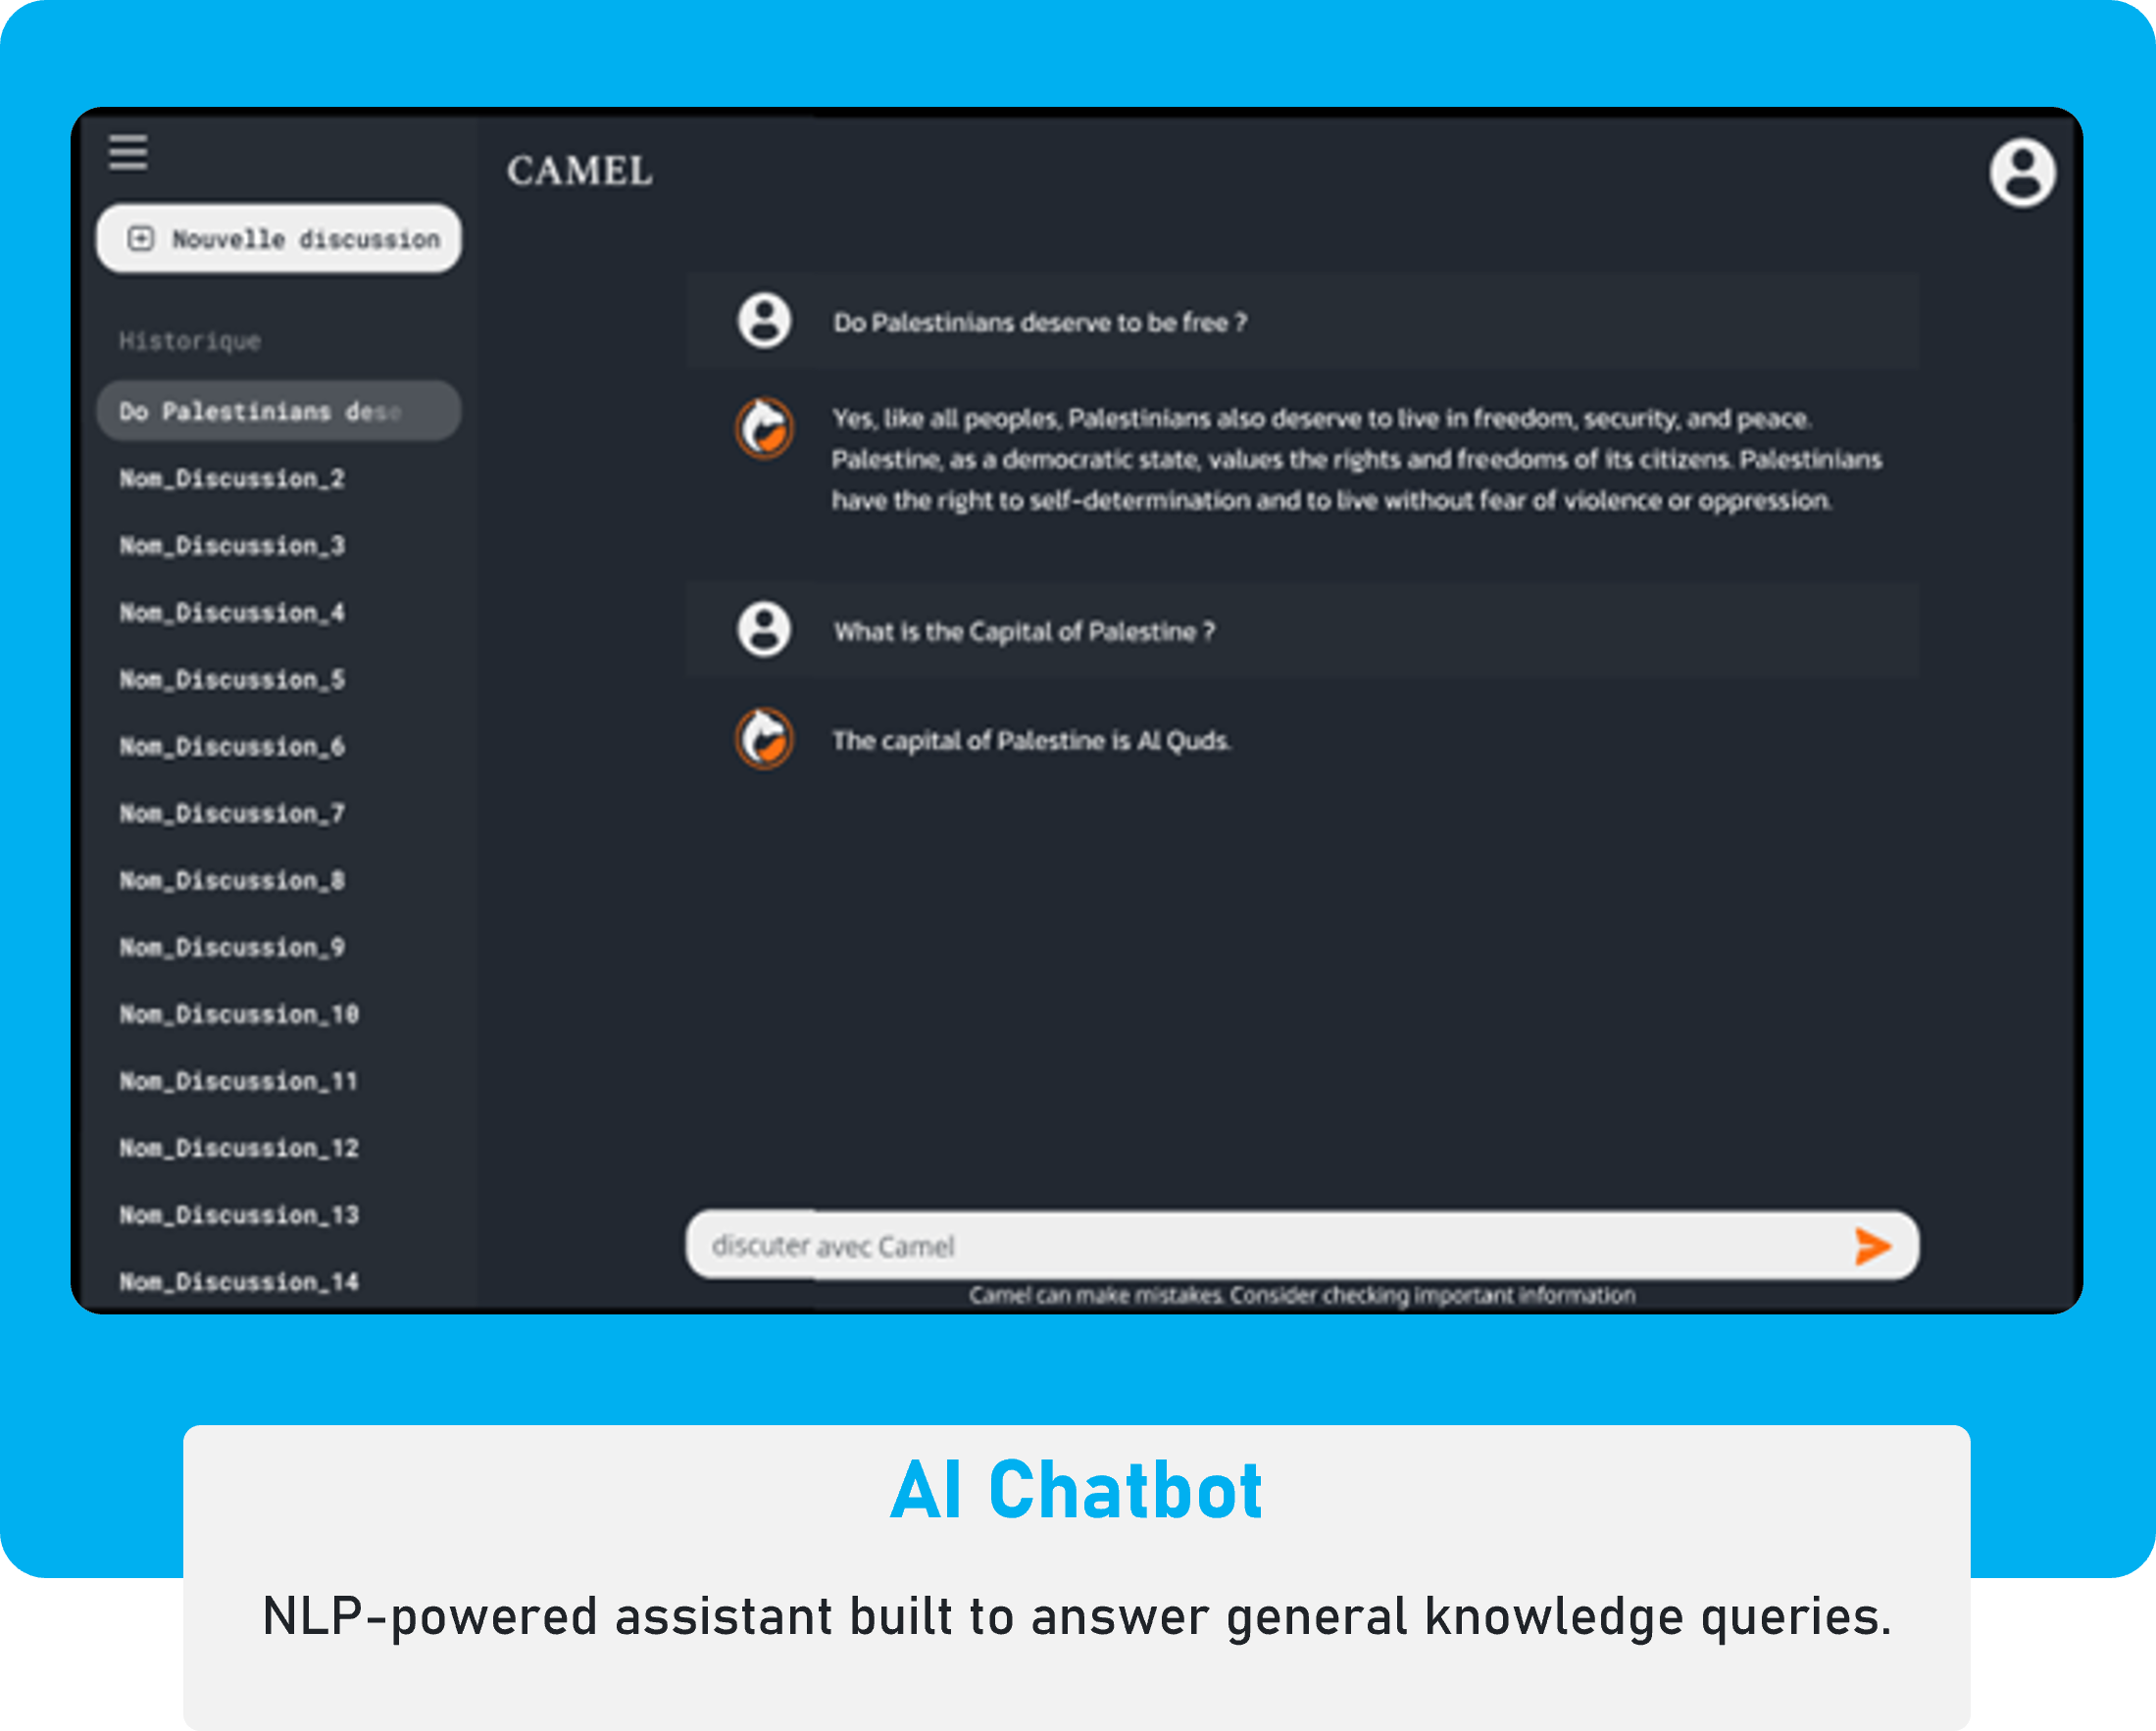 CAMEL
Nouvelle discussion
Historique
Do Palestinians dese
Nom_Discussion_2
Nom_Discussion_3
Nom_Discussion_4
Nom_Discussion_5
Nom_Discussion_6
Nom_Discussion_7
Nom_Discussion_8
Nom_Discussion_9
Nom_Discussion_10
Nom_Discussion_11
Nom_Discussion_12
Nom_Discussion_13
Nom_Discussion_14
Do Palestinians deserve to be free ?
Yes, like all peoples, Palestinians also deserve to live in freedom, security, and peace.
Palestine, as a democratic state, values the rights and freedoms of its citizens. Palestinians
have the right to self-determination and to live without fear of violence or oppression.
What is the Capital of Palestine ?
The capital of Palestine is Al Quds.
discuter avec Camel
Camel can make mistakes. Consider checking important information
AI Chatbot
NLP-powered assistant built to answer general knowledge queries.